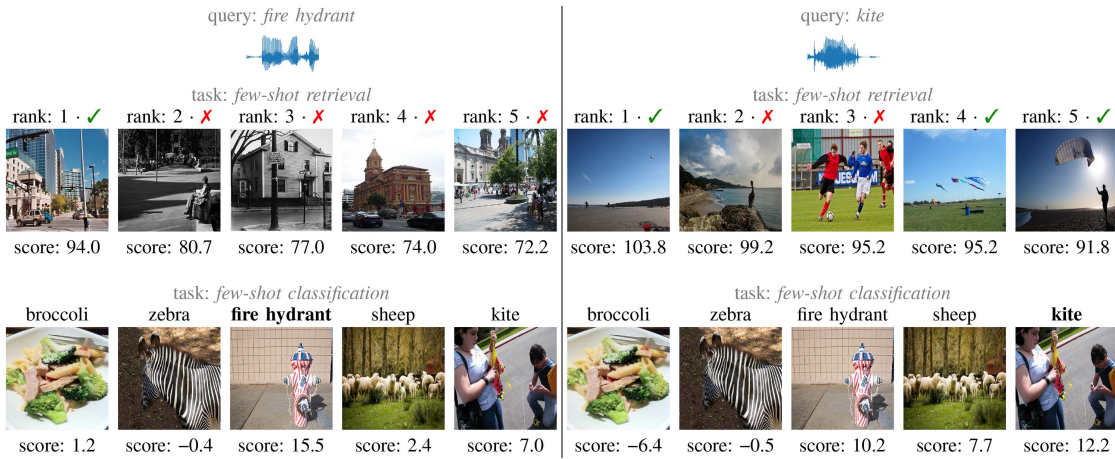 query: fire hydrant
task: few-shot retrieval
rank: 1 · ✓ rank: 2 · ✗ rank: 3 · ✗ rank: 4 · ✗ rank: 5 · ✗
score: 94.0 score: 80.7 score: 77.0 score: 74.0 score: 72.2
task: few-shot classification
broccoli zebra fire hydrant sheep kite
score: 1.2 score: −0.4 score: 15.5 score: 2.4 score: 7.0
query: kite
task: few-shot retrieval
rank: 1 · ✓ rank: 2 · ✗ rank: 3 · ✗ rank: 4 · ✓ rank: 5 · ✓
score: 103.8 score: 99.2 score: 95.2 score: 95.2 score: 91.8
task: few-shot classification
broccoli zebra fire hydrant sheep kite
score: −6.4 score: −0.5 score: 10.2 score: 7.7 score: 12.2